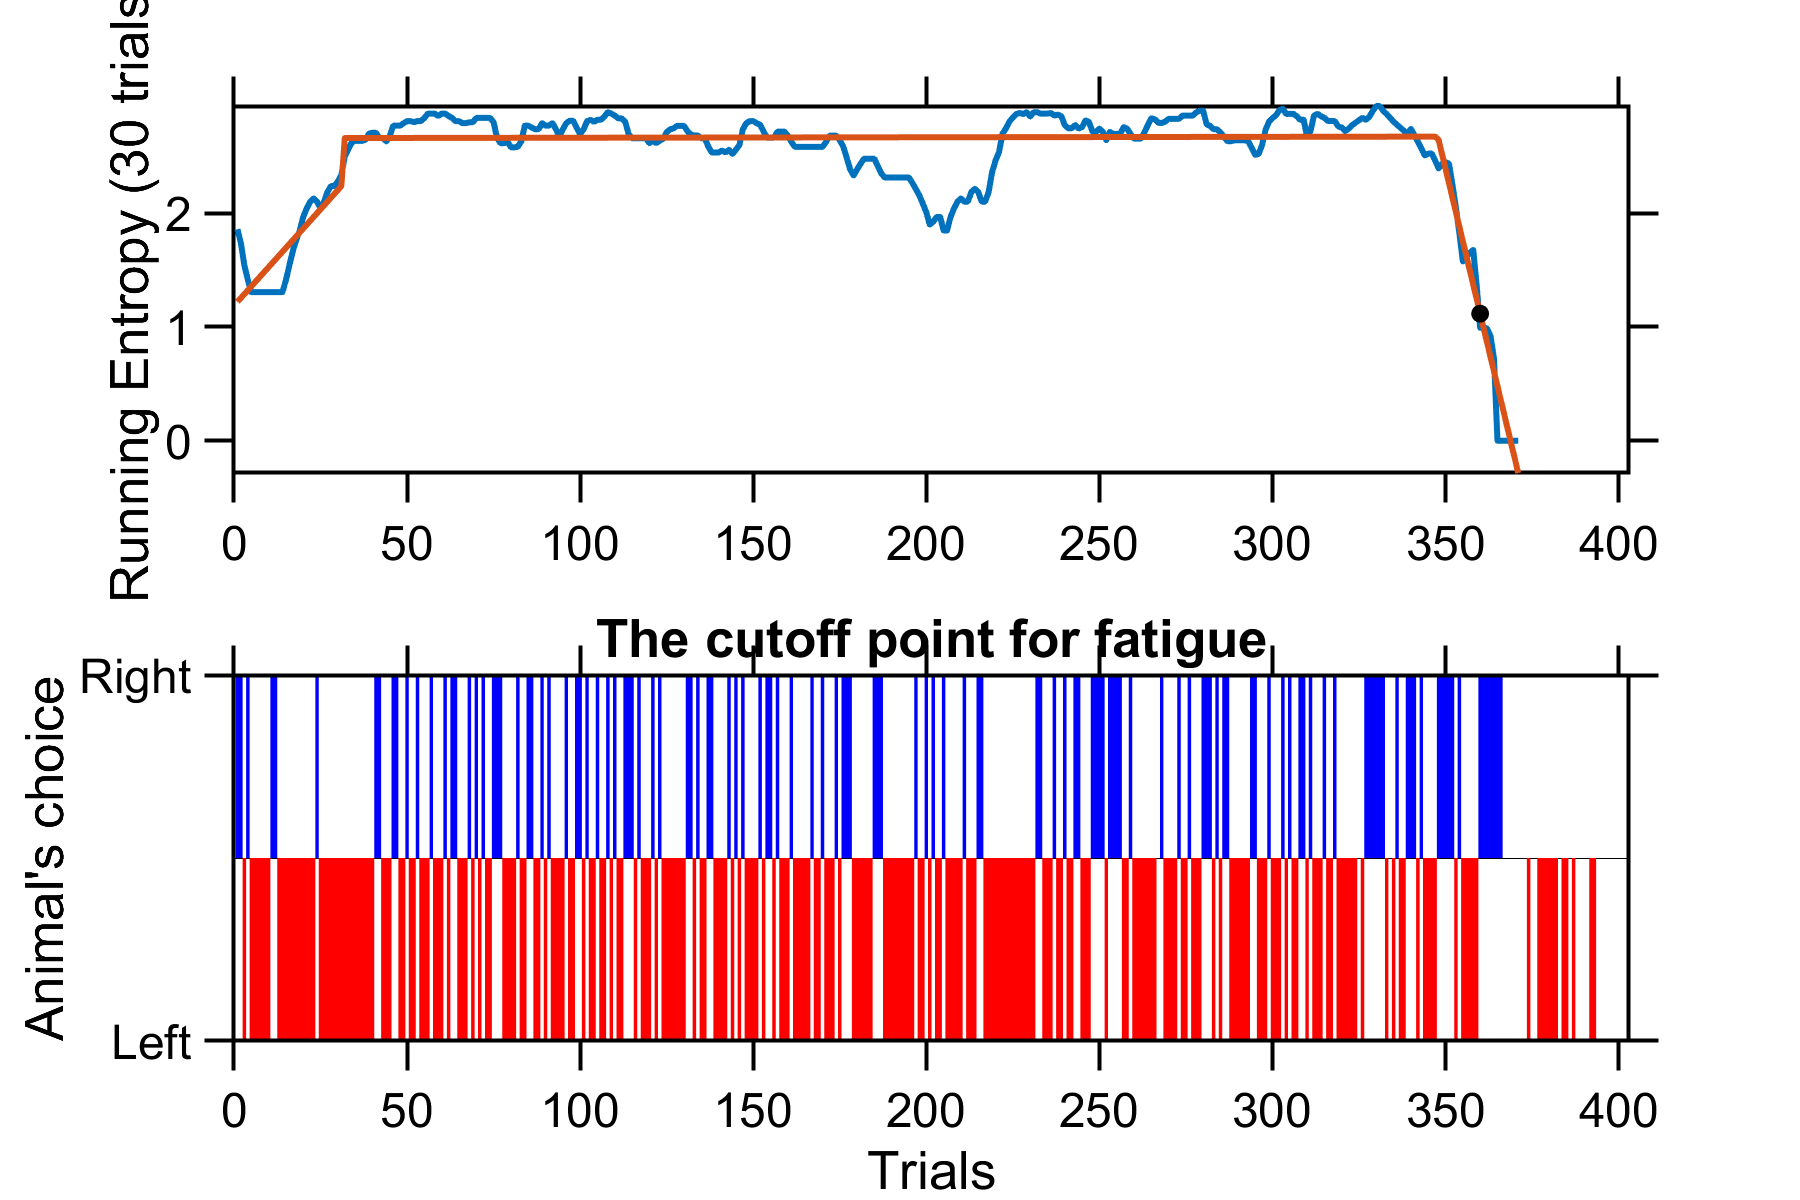 Running Entropy (30 trials
2
1
0
0 50 100 150 200 250 300 350 400
The cutoff point for fatigue
Animal's choice
Right
Left
0 50 100 150 200 250 300 350 400
Trials